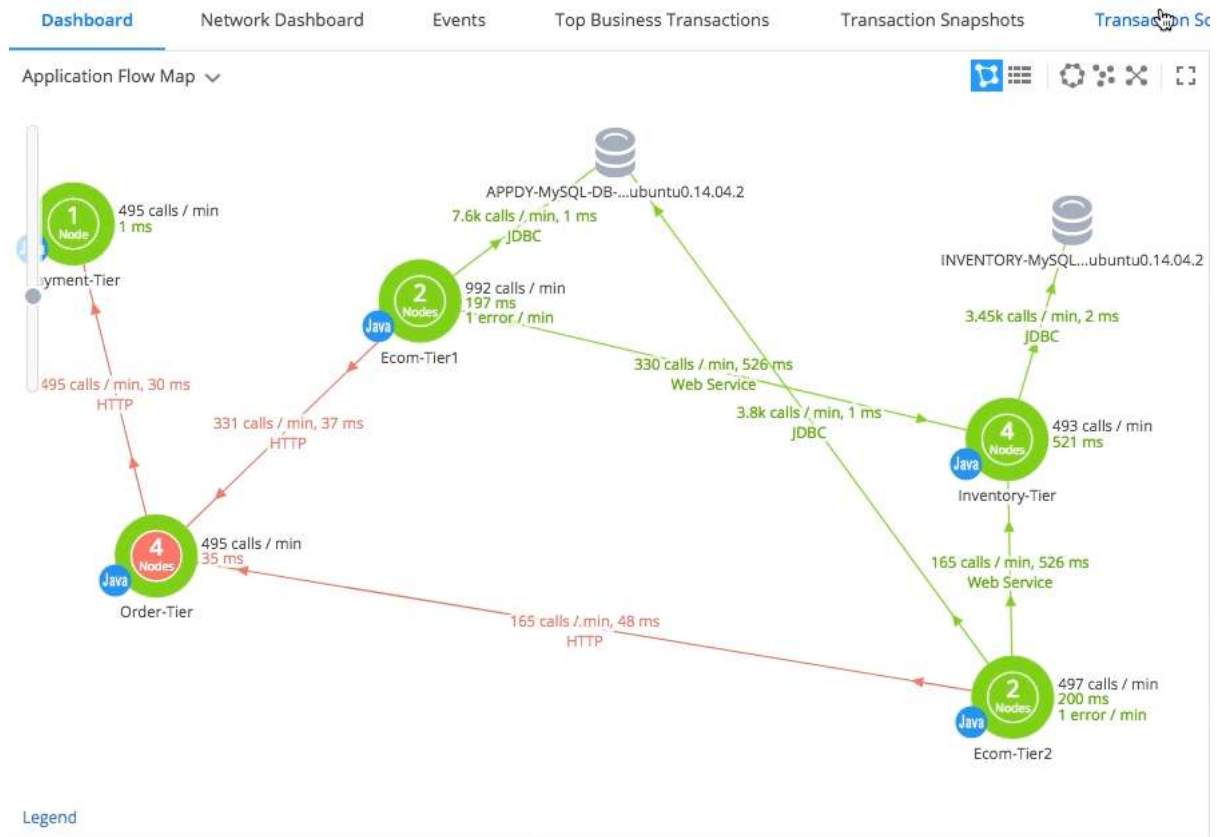 Dashboard
Network Dashboard
Events
Top Business Transactions
Transaction Snapshots
Application Flow Map
APPDY-MySQL-DB-...ubuntu0.14.04.2
1
Node
495 calls / min
1 ms
yment-Tier
7.6k calls / min, 1 ms
JDBC
INVENTORY-MySQL...ubuntu0.14.04.2
2
Nodes
Java
992 calls / min
197 ms
1 error / min
Ecom-Tier1
3.45k calls / min, 2 ms
JDBC
495 calls / min, 30 ms
HTTP
330 calls / min, 526 ms
Web Service
331 calls / min, 37 ms
HTTP
3.8k calls / min, 1 ms
JDBC
4
Nodes
Java
493 calls / min
521 ms
Inventory-Tier
4
Nodes
Java
495 calls / min
35 ms
Order-Tier
165 calls / min, 526 ms
Web Service
165 calls / min, 48 ms
HTTP
2
Nodes
Java
497 calls / min
200 ms
1 error / min
Ecom-Tier2
Legend